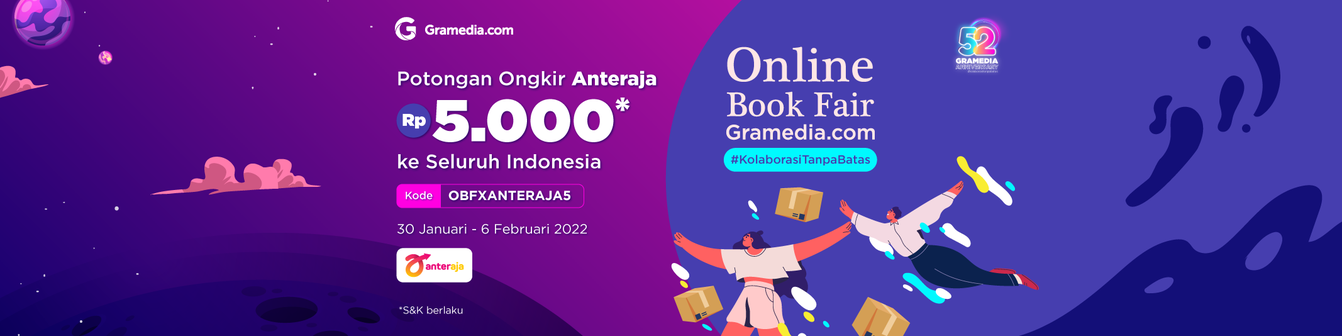 Gramedia.com
Potongan Ongkir Anteraja
Rp 5.000*
ke Seluruh Indonesia
Kode OBFXANTERAJA5
30 Januari - 6 Februari 2022
anteraja
*S&K berlaku
Online
Book Fair
Gramedia.com
#KolaborasiTanpaBatas
52
GRAMEDIA
ANNIVERSARY